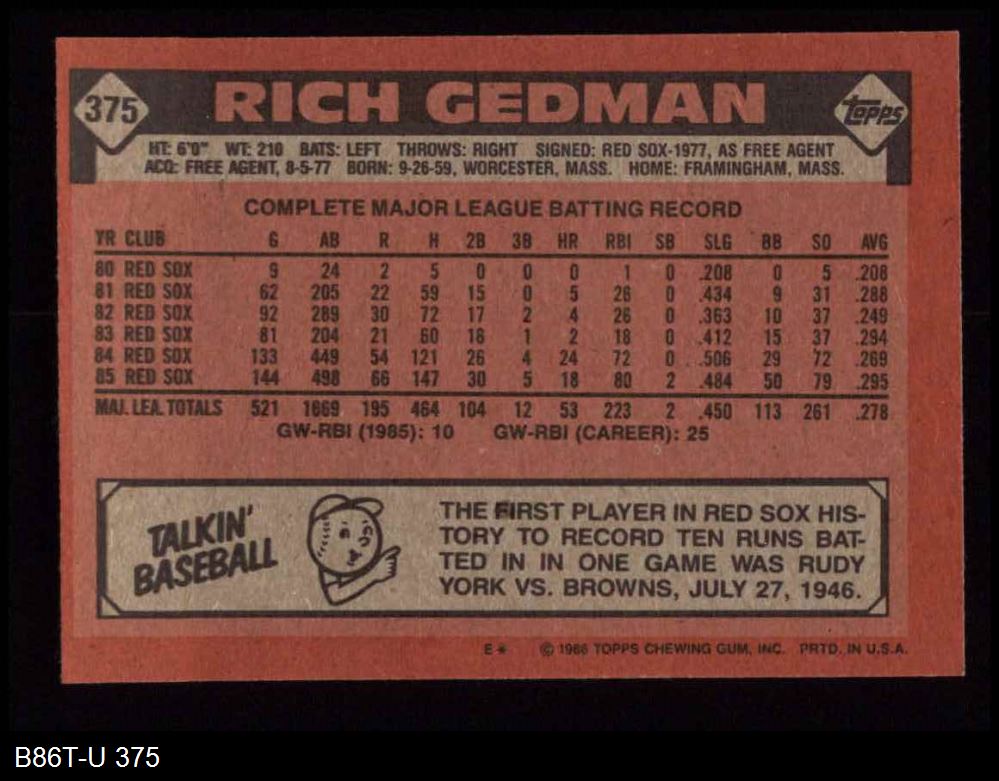 375 RICH GEDMAN topps
HT: 6'0" WT: 210 BATS: LEFT THROWS: RIGHT SIGNED: RED SOX-1977, AS FREE AGENT
ACQ: FREE AGENT, 8-5-77 BORN: 9-26-59, WORCESTER, MASS. HOME: FRAMINGHAM, MASS.
COMPLETE MAJOR LEAGUE BATTING RECORD
YR CLUB G AB R H 2B 3B HR RBI SB SLG BB SO AVG
80 RED SOX 9 24 2 5 0 0 0 1 0 .208 0 5 .208
81 RED SOX 62 205 22 59 15 0 5 26 0 .434 9 31 .288
82 RED SOX 92 289 30 72 17 2 4 26 0 .363 10 37 .249
83 RED SOX 81 204 21 60 18 1 2 18 0 .412 15 37 .294
84 RED SOX 133 449 54 121 26 4 24 72 0 .506 29 72 .269
85 RED SOX 144 498 66 147 30 5 18 80 2 .484 50 79 .295
MAJ. LEA. TOTALS 521 1669 195 464 104 12 53 223 2 .450 113 261 .278
GW-RBI (1985): 10 GW-RBI (CAREER): 25
TALKIN'
BASEBALL
THE FIRST PLAYER IN RED SOX HIS-
TORY TO RECORD TEN RUNS BAT-
TED IN IN ONE GAME WAS RUDY
YORK VS. BROWNS, JULY 27, 1946.
E* © 1986 TOPPS CHEWING GUM, INC. PRTD. IN U.S.A.
B86T-U 375